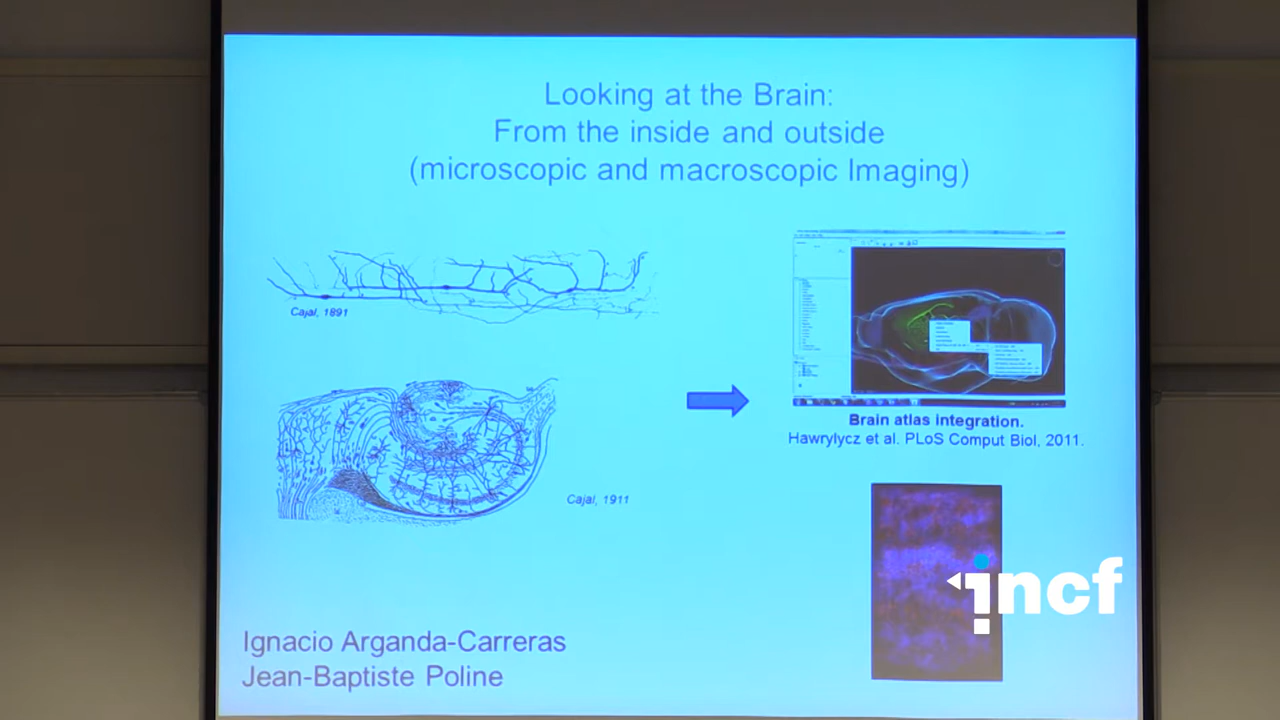 Looking at the Brain:
From the inside and outside
(microscopic and macroscopic Imaging)
Cajal, 1891
Cajal, 1911
Brain atlas integration.
Hawrylycz et al. PLoS Comput Biol, 2011.
incf
Ignacio Arganda-Carreras
Jean-Baptiste Poline